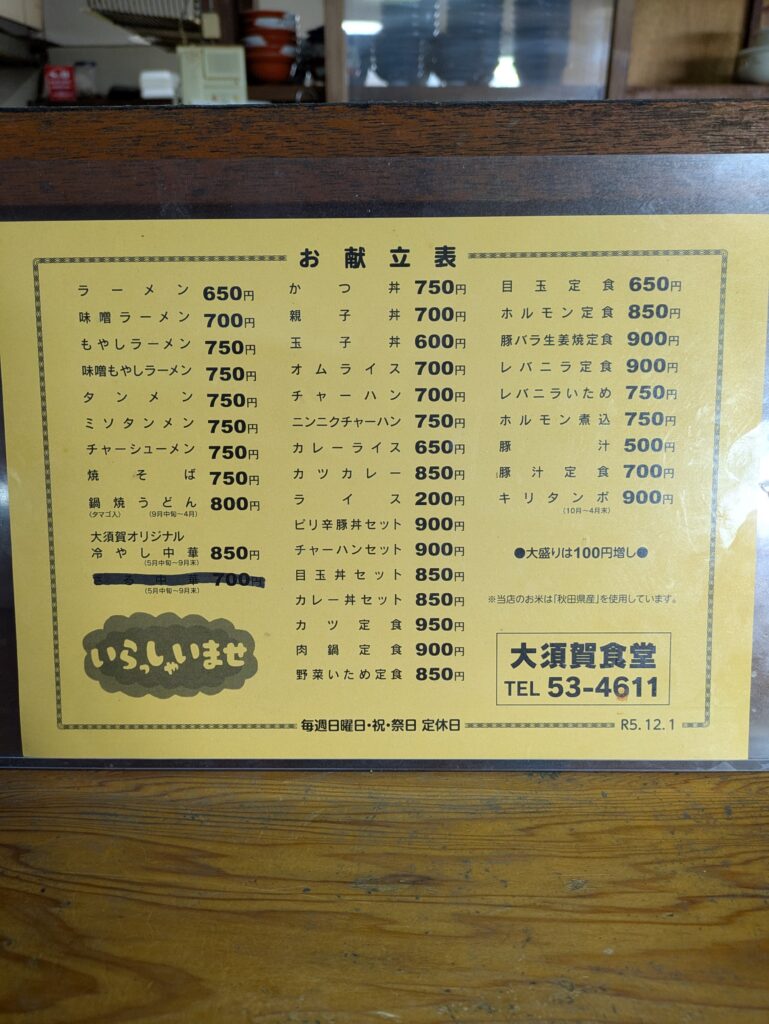 お献立表
ラーメン 650円
味噌ラーメン 700円
もやしラーメン 750円
味噌もやしラーメン 750円
タンメン 750円
ミソタンメン 750円
チャーシューメン 750円
焼そば 750円
鍋焼うどん 800円
(タマゴ入) (9月中旬〜4月)
大須賀オリジナル
冷やし中華 850円
(5月中旬〜9月末)
ざる中華 700円
(5月中旬〜9月末)
いらっしゃいませ
かつ丼 750円
親子丼 700円
玉子丼 600円
オムライス 700円
チャーハン 700円
ニンニクチャーハン 750円
カレーライス 650円
カツカレー 850円
ライス 200円
ピリ辛豚丼セット 900円
チャーハンセット 900円
目玉丼セット 850円
カレー丼セット 850円
カツ定食 950円
肉鍋定食 900円
野菜いため定食 850円
目玉定食 650円
ホルモン定食 850円
豚バラ生姜焼定食 900円
レバニラ定食 900円
レバニラいため 750円
ホルモン煮込 750円
豚汁 500円
豚汁定食 700円
キリタンポ 900円
(10月〜4月末)
●大盛りは100円増し●
※当店のお米は「秋田県産」を使用しています。
大須賀食堂
TEL 53-4611
毎週日曜日・祝・祭日 定休日
R5.12.1